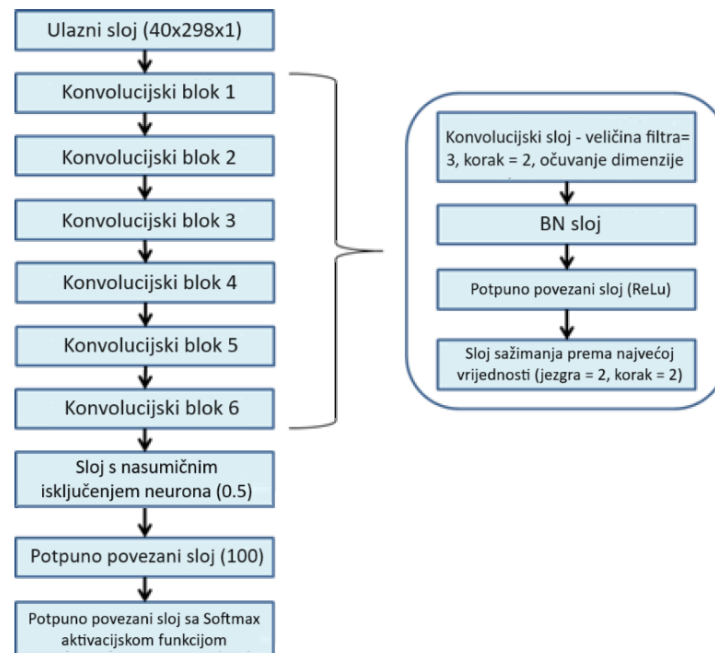 Ulazni sloj (40x298x1)
Konvolucijski blok 1
Konvolucijski blok 2
Konvolucijski blok 3
Konvolucijski blok 4
Konvolucijski blok 5
Konvolucijski blok 6
Sloj s nasumičnim
isključenjem neurona (0.5)
Potpuno povezani sloj (100)
Potpuno povezani sloj sa Softmax
aktivacijskom funkcijom
Konvolucijski sloj - veličina filtra=
3, korak = 2, očuvanje dimenzije
BN sloj
Potpuno povezani sloj (ReLu)
Sloj sažimanja prema najvećoj
vrijednosti (jezgra = 2, korak = 2)